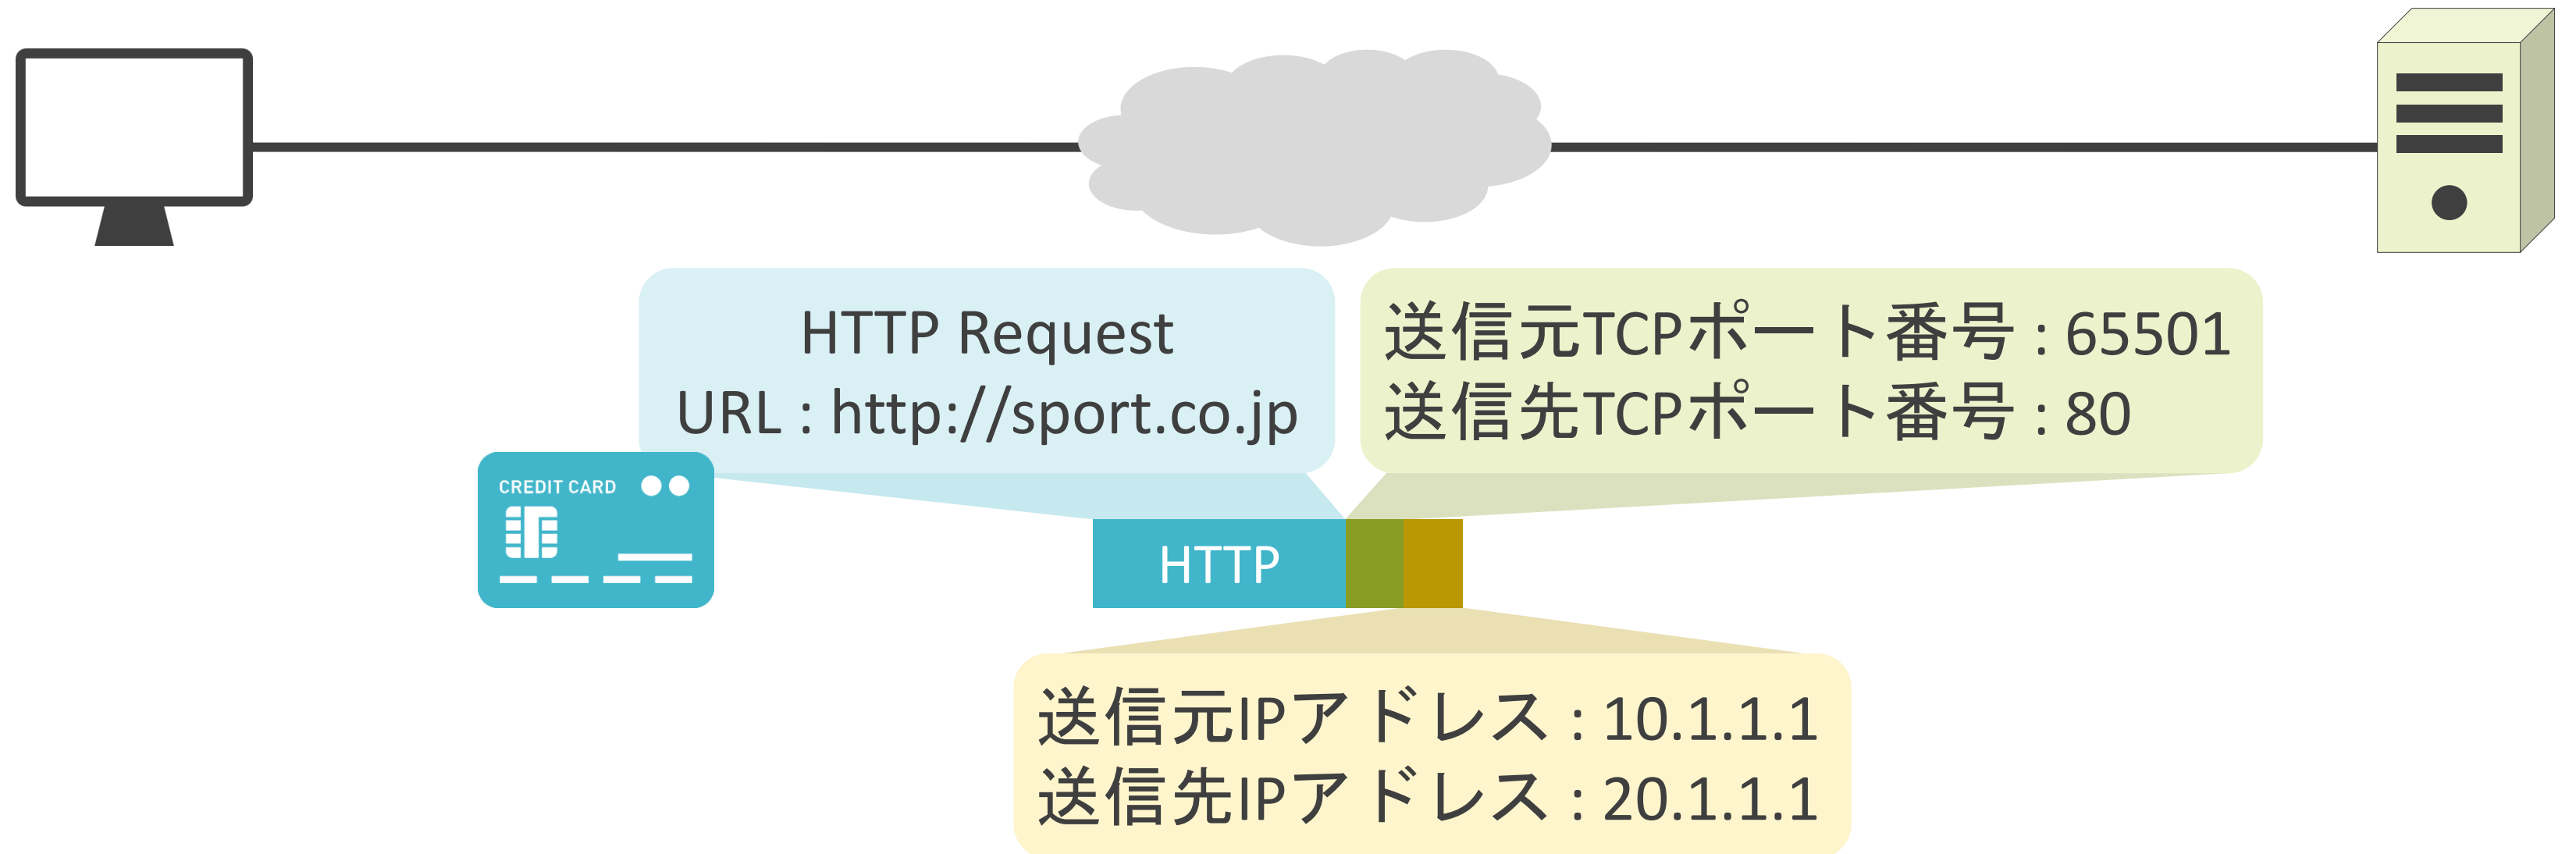 HTTP Request
URL : http://sport.co.jp
送信元TCPポート番号 : 65501
送信先TCPポート番号 : 80
CREDIT CARD
HTTP
送信元IPアドレス : 10.1.1.1
送信先IPアドレス : 20.1.1.1